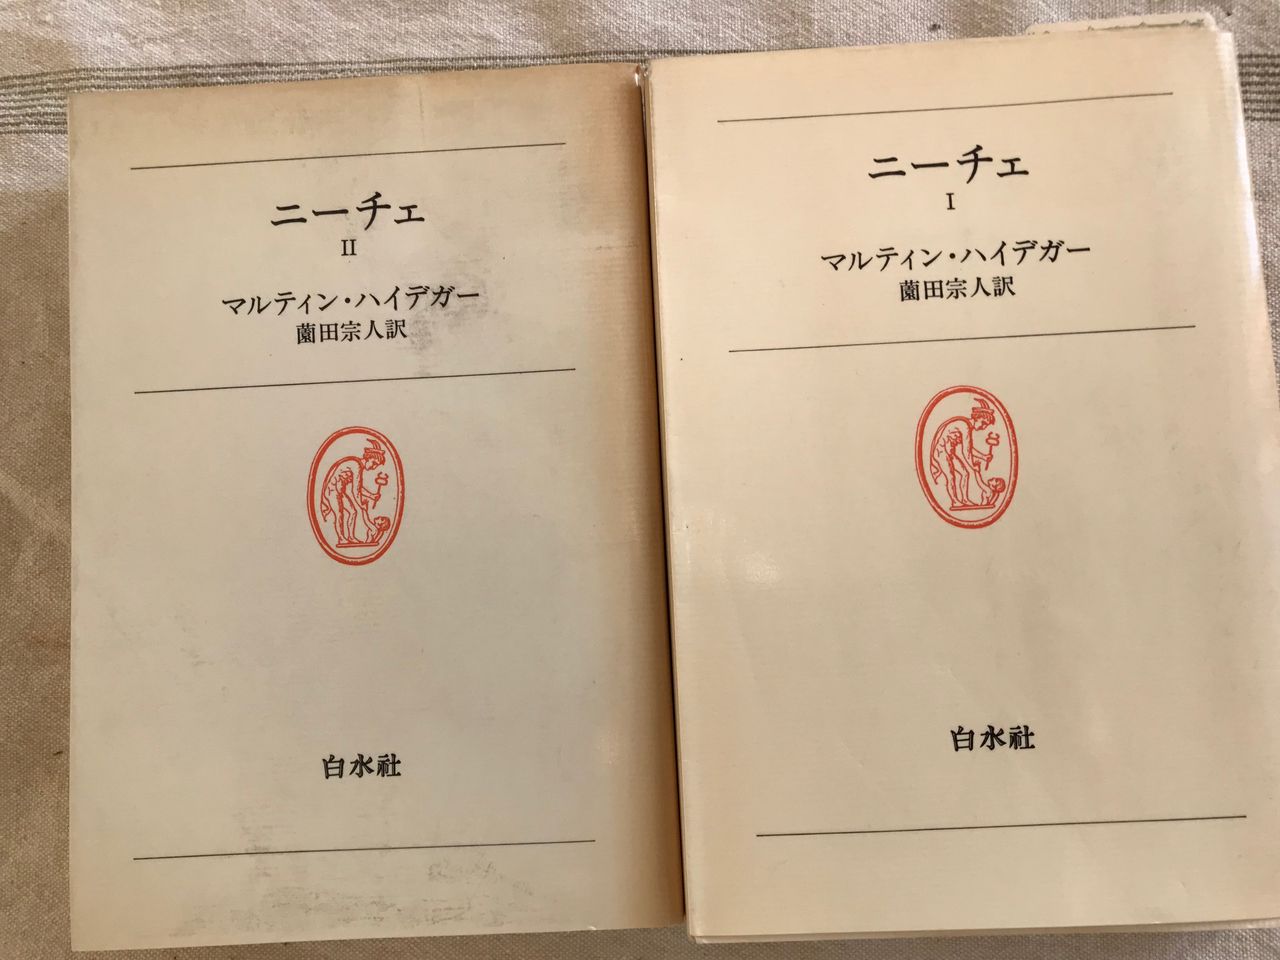 ニーチェ
II
マルティン・ハイデガー
薗田宗人訳
白水社
ニーチェ
I
マルティン・ハイデガー
薗田宗人訳
白水社